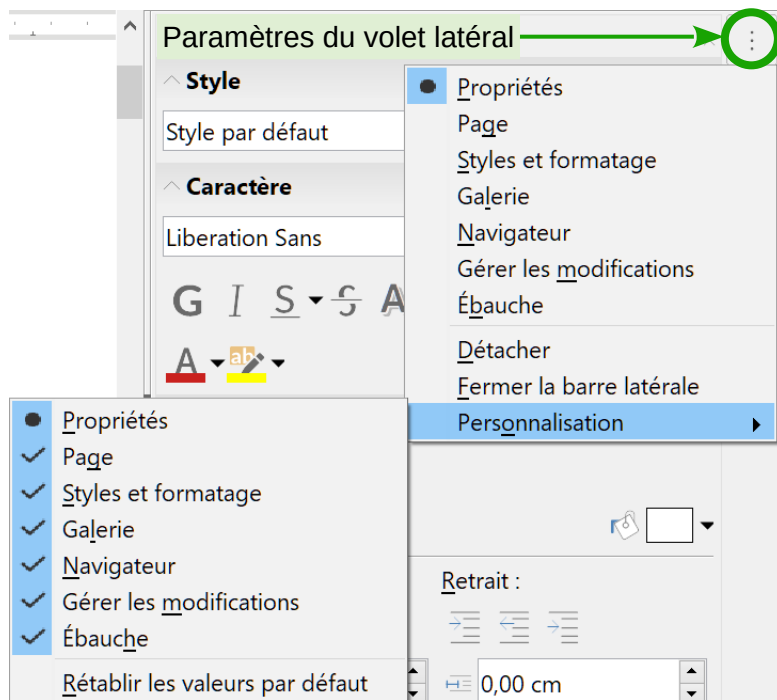 Paramètres du volet latéral
Style
Style par défaut
Caractère
Liberation Sans
G I S S A
A ab
Propriétés
Page
Styles et formatage
Galerie
Navigateur
Gérer les modifications
Ébauche
Détacher
Fermer la barre latérale
Personnalisation
Propriétés
Page
Styles et formatage
Galerie
Navigateur
Gérer les modifications
Ébauche
Rétablir les valeurs par défaut
Retrait :
0,00 cm